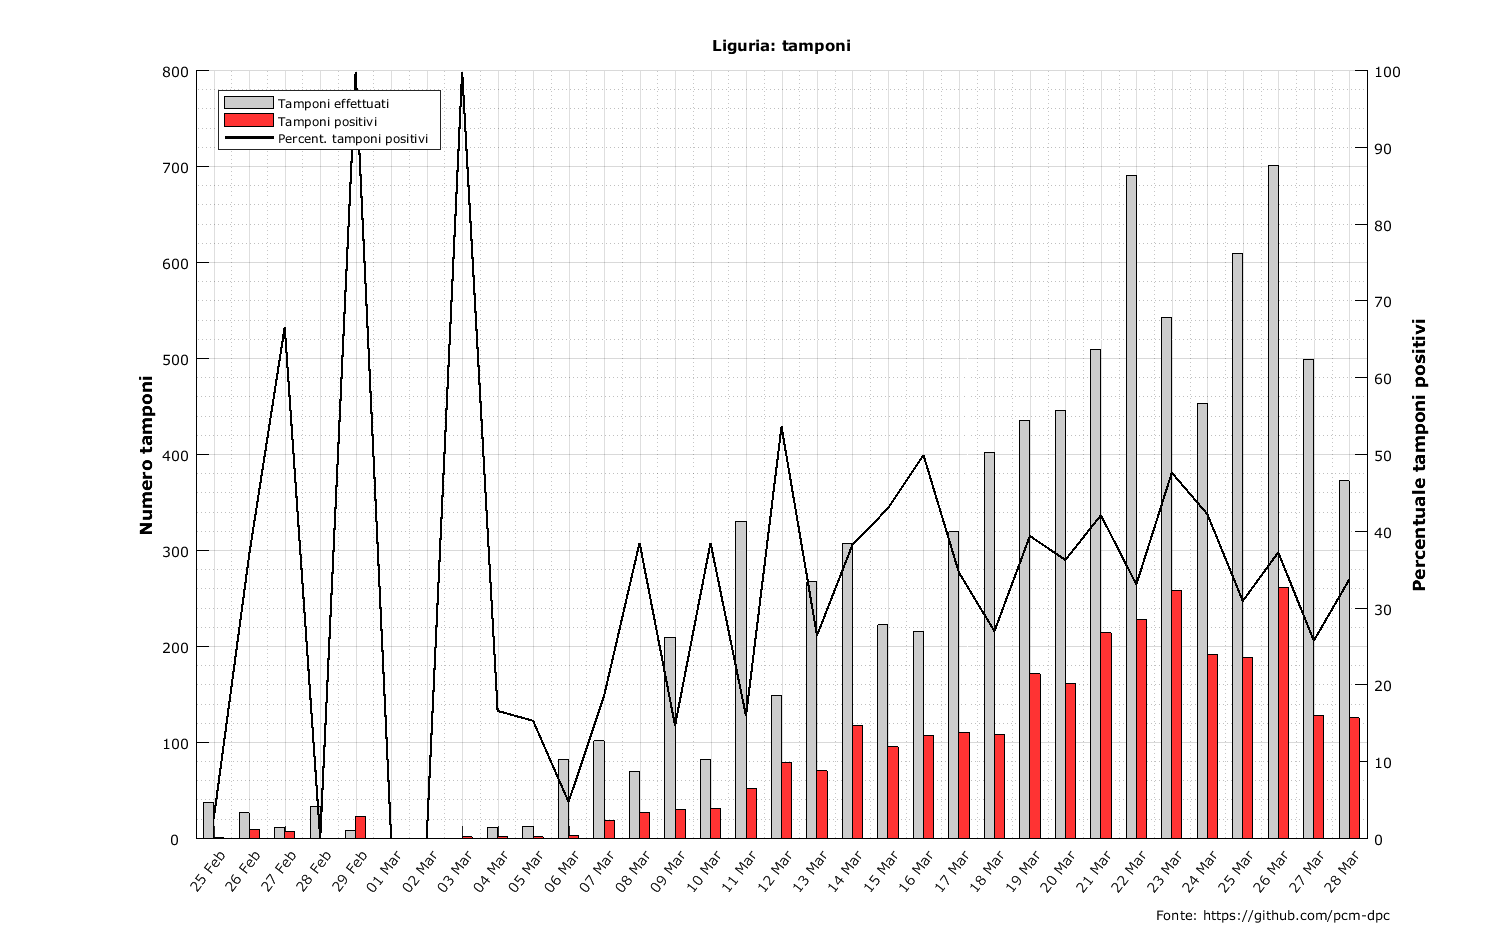 Liguria: tamponi
Tamponi effettuati
Tamponi positivi
Percent. tamponi positivi
Numero tamponi
800
700
600
500
400
300
200
100
0
Percentuale tamponi positivi
100
90
80
70
60
50
40
30
20
10
0
25 Feb
26 Feb
27 Feb
28 Feb
29 Feb
01 Mar
02 Mar
03 Mar
04 Mar
05 Mar
06 Mar
07 Mar
08 Mar
09 Mar
10 Mar
11 Mar
12 Mar
13 Mar
14 Mar
15 Mar
16 Mar
17 Mar
18 Mar
19 Mar
20 Mar
21 Mar
22 Mar
23 Mar
24 Mar
25 Mar
26 Mar
27 Mar
28 Mar
Fonte: https://github.com/pcm-dpc